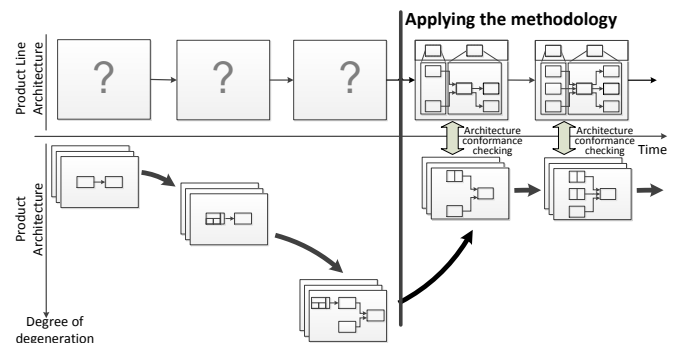 Applying the methodology
Product Line
Architecture
?
?
?
Architecture
conformance
checking
Architecture
conformance
checking
Time
Product
Architecture
Degree of
degeneration